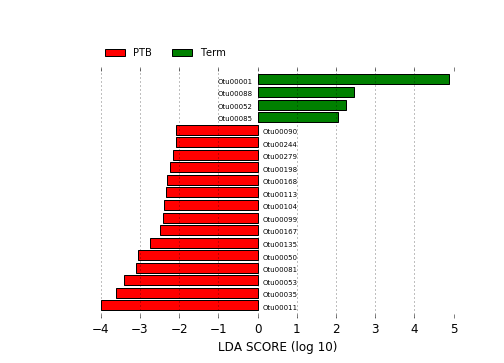 PTB Term
Otu00001
Otu00088
Otu00052
Otu00085
Otu00090
Otu00244
Otu00279
Otu00198
Otu00168
Otu00113
Otu00104
Otu00099
Otu00167
Otu00135
Otu00050
Otu00081
Otu00053
Otu00035
Otu00011
−4 −3 −2 −1 0 1 2 3 4 5
LDA SCORE (log 10)